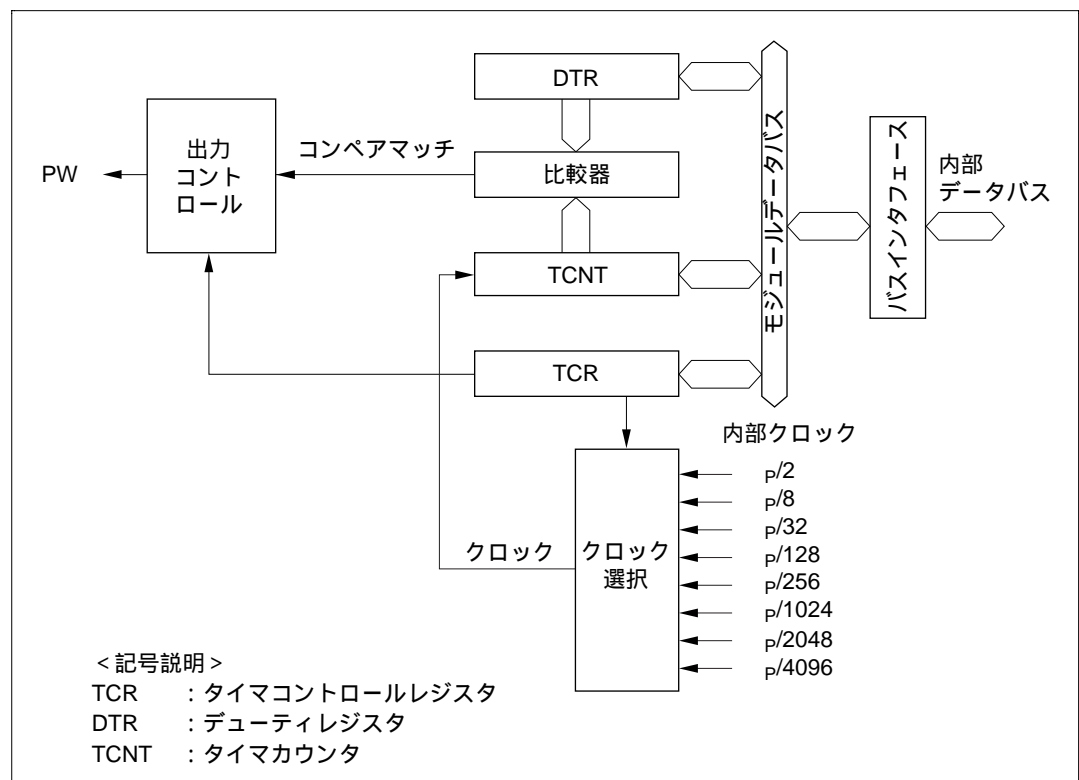 DTR
モジュールデータバス
バスインタフェース
出力
コント
ロール
コンペアマッチ
比較器
内部
データバス
PW
TCNT
TCR
内部クロック
P/2
P/8
P/32
P/128
P/256
P/1024
P/2048
P/4096
クロック
クロック
選択
<記号説明>
TCR :タイマコントロールレジスタ
DTR :デューティレジスタ
TCNT :タイマカウンタ